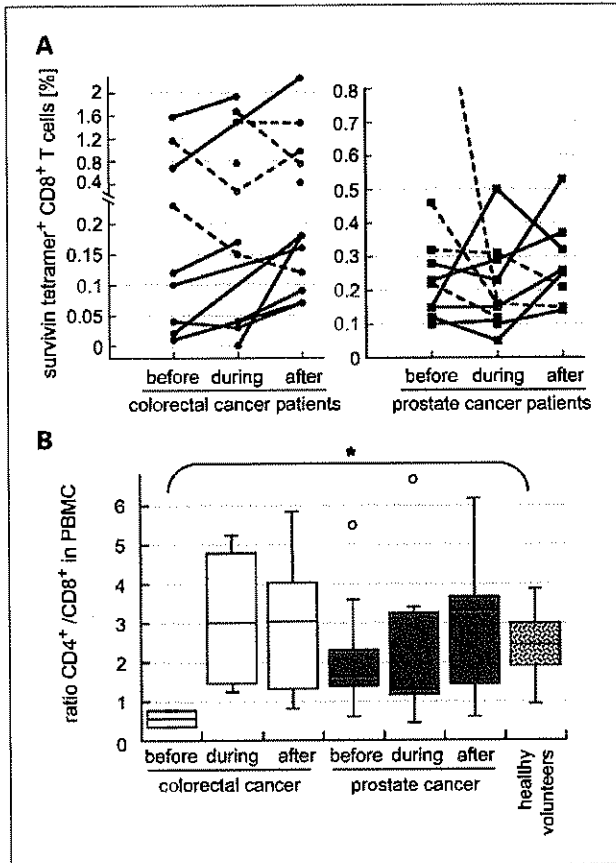 A
survivin tetramer⁺ CD8⁺ T cells [%]
2
1.6
1.2
0.8
0.4
0.2
0.15
0.1
0.05
0
before during after
colorectal cancer patients
0.8
0.7
0.6
0.5
0.4
0.3
0.2
0.1
0
before during after
prostate cancer patients
B
*
ratio CD4⁺/CD8⁺ in PBMC
6
5
4
3
2
1
0
before during after
colorectal cancer
before during after
prostate cancer
healthy
volunteers